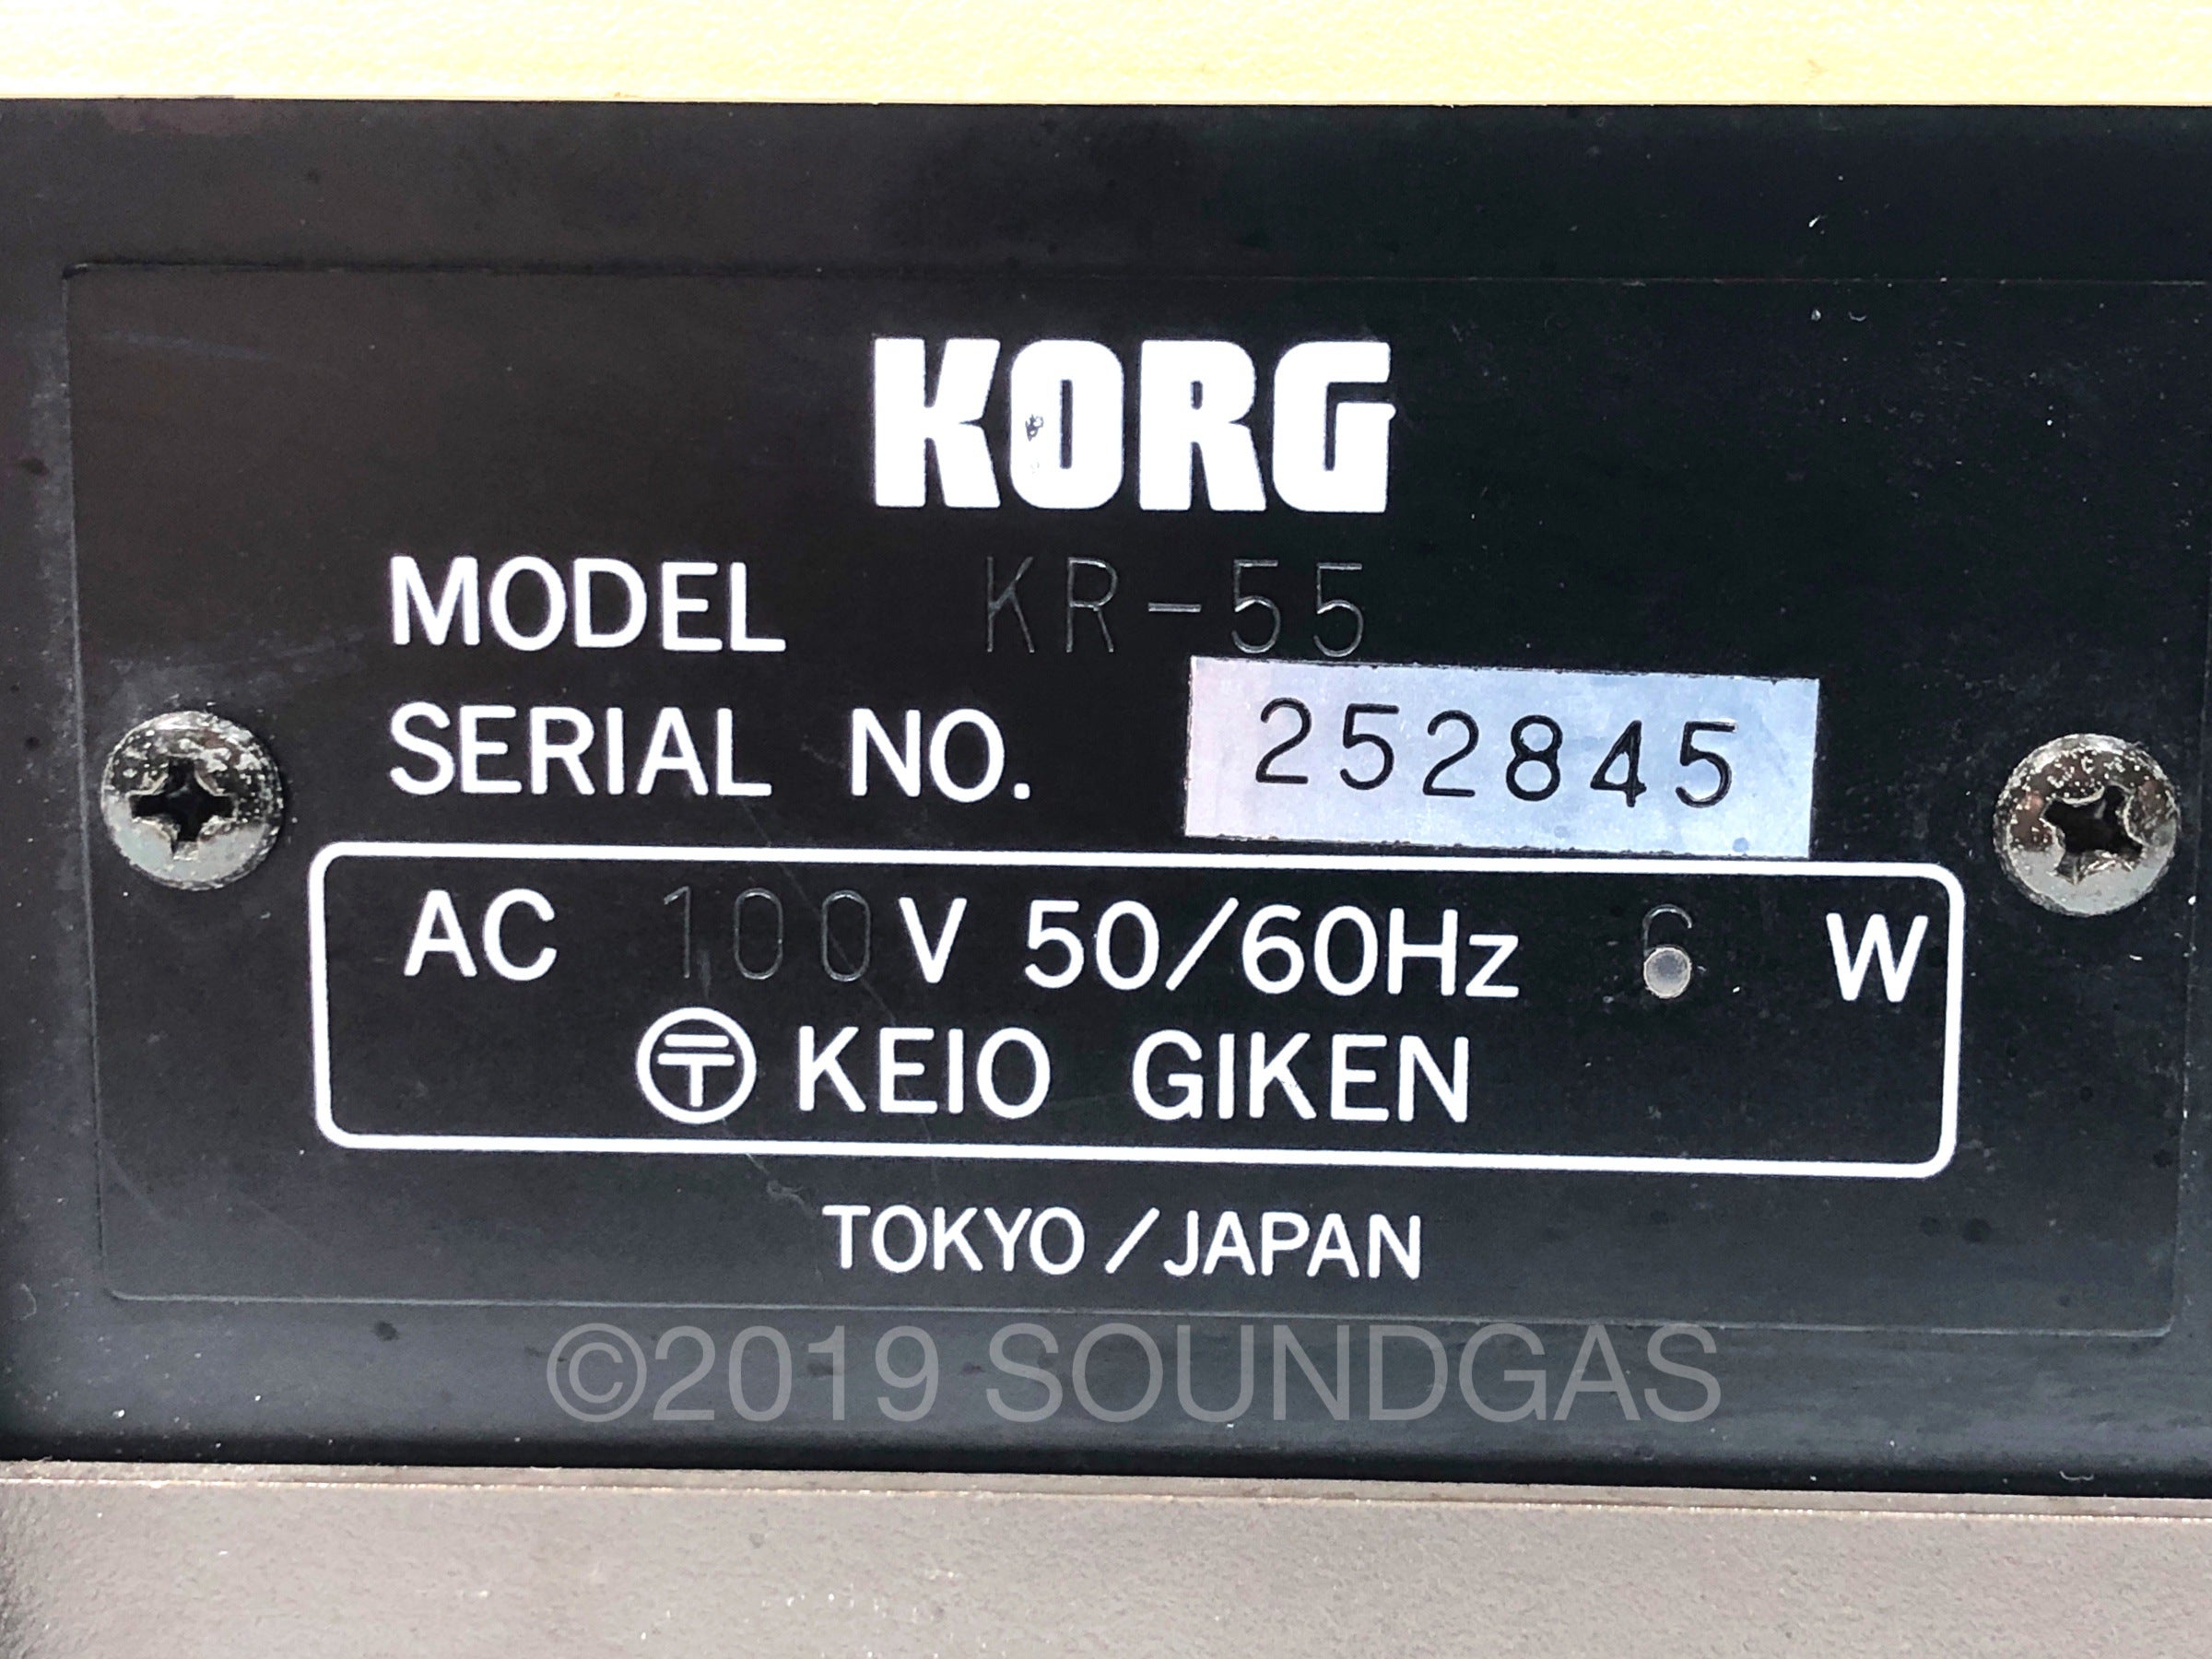 KORG
MODEL KR-55
SERIAL NO. 252845
AC 100V 50/60Hz 6 W
〶 KEIO GIKEN
TOKYO/JAPAN
©2019 SOUNDGAS